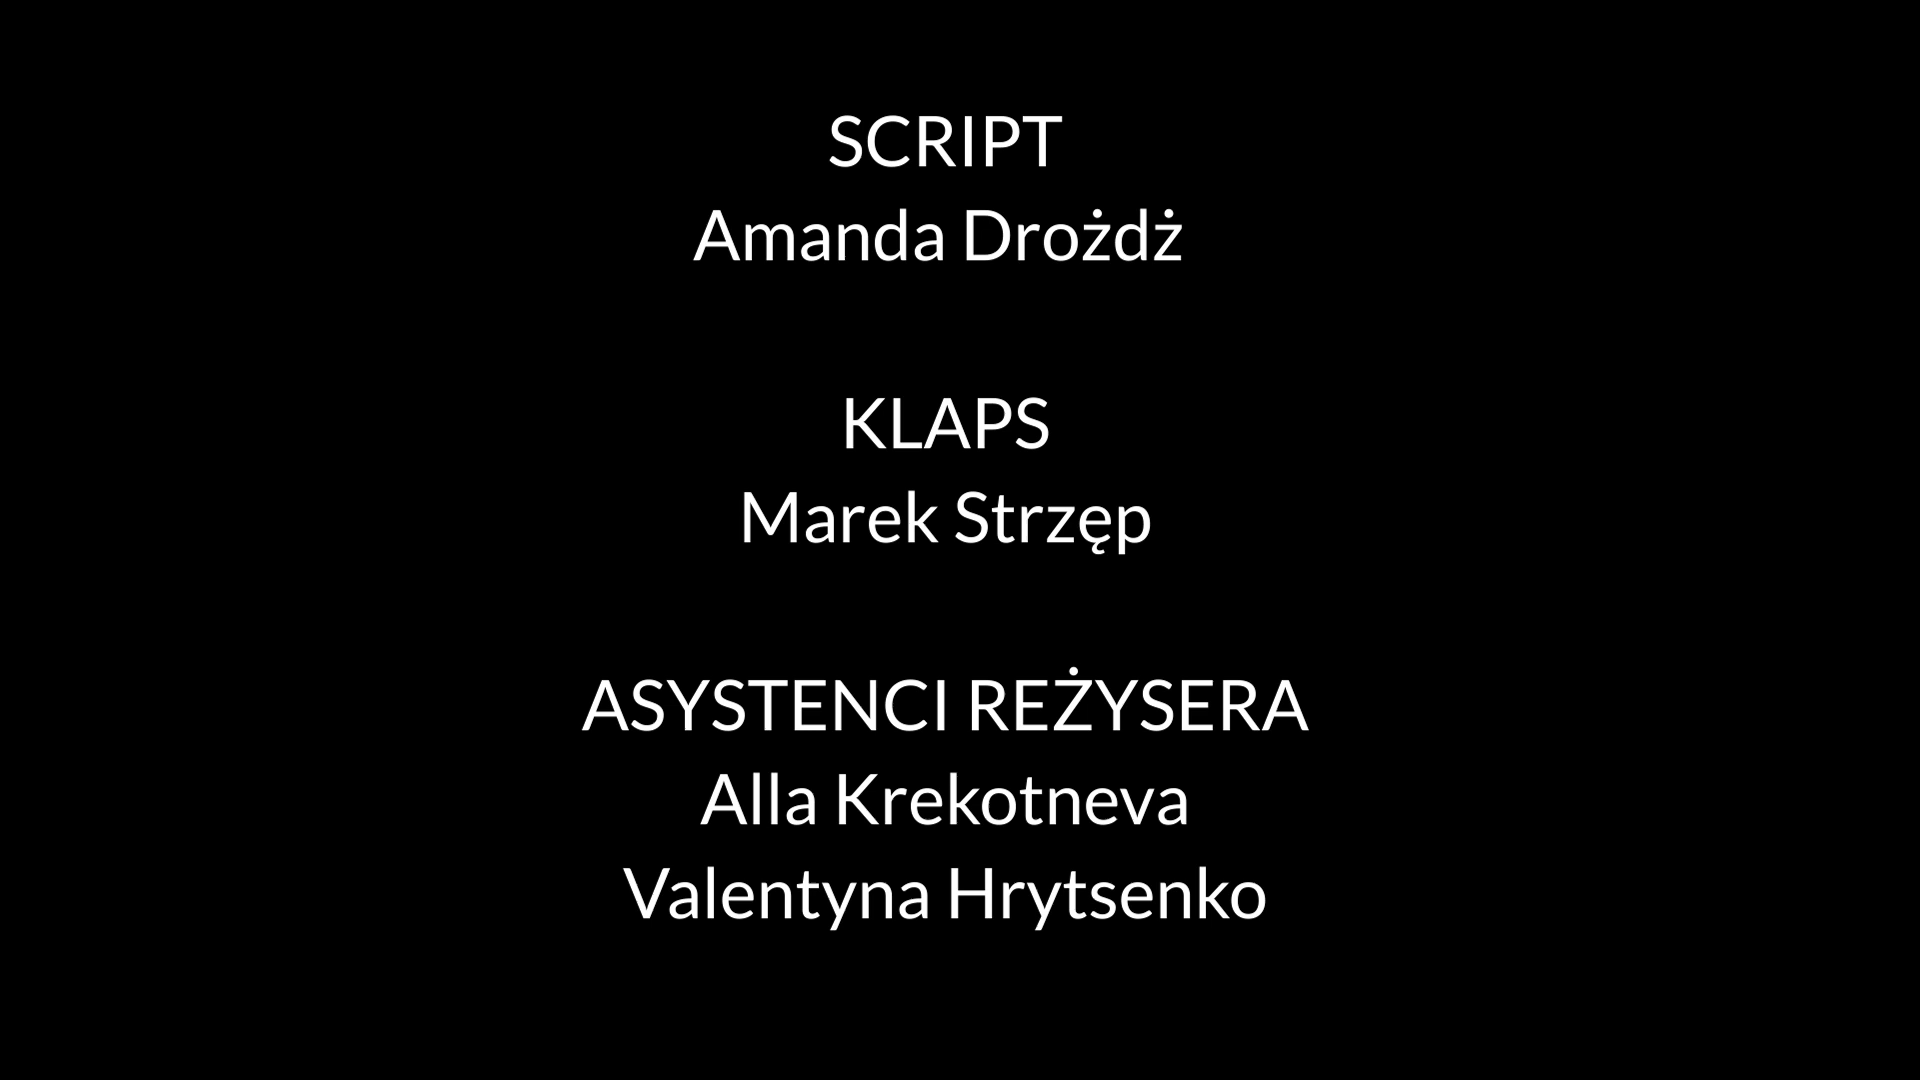 SCRIPT
Amanda Drożdż
KLAPS
Marek Strzęp
ASYSTENCI REŻYSERA
Alla Krekotneva
Valentyna Hrytsenko